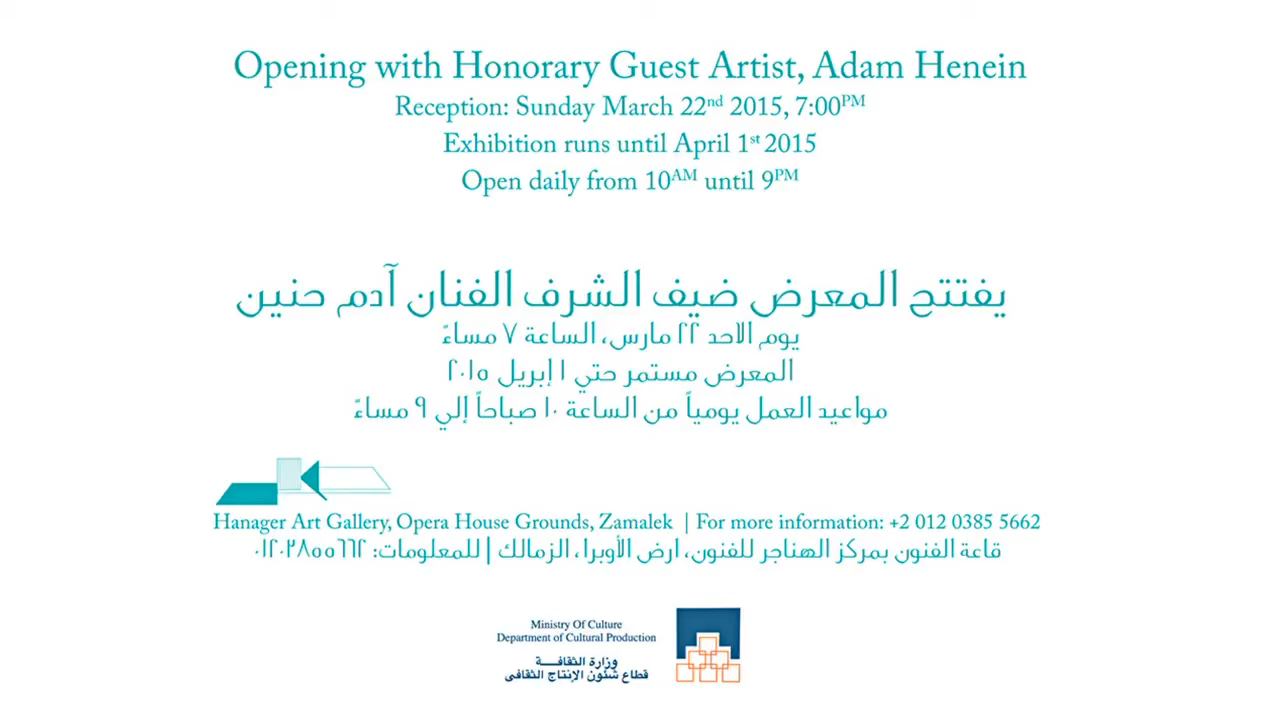 Opening with Honorary Guest Artist, Adam Henein
Reception: Sunday March 22nd 2015, 7:00PM
Exhibition runs until April 1st 2015
Open daily from 10AM until 9PM
يفتتح المعرض ضيف الشرف الفنان آدم حنين
يوم الاحد ٢٢ مارس، الساعة ٧ مساءً
المعرض مستمر حتي ١ إبريل ٢٠١٥
مواعيد العمل يومياً من الساعة ١٠ صباحاً إلي ٩ مساءً
Hanager Art Gallery, Opera House Grounds, Zamalek | For more information: +2 012 0385 5662
قاعة الفنون بمركز الهناجر للفنون، ارض الأوبرا، الزمالك | للمعلومات: ٠١٢٠٣٨٥٥٦٦٢
Ministry Of Culture
Department of Cultural Production
وزارة الثقافـــة
قطاع شئون الإنتاج الثقافى